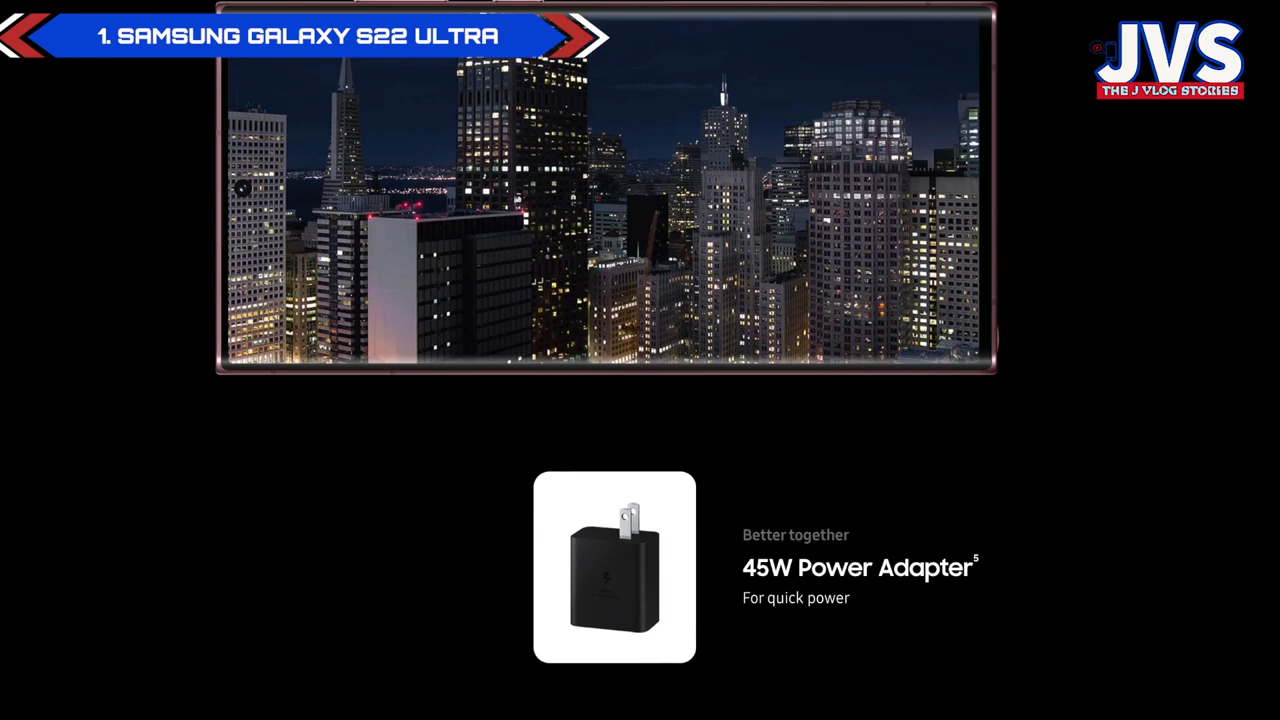 1. SAMSUNG GALAXY S22 ULTRA
JVS
THE J VLOG STORIES
Better together
45W Power Adapter5
For quick power